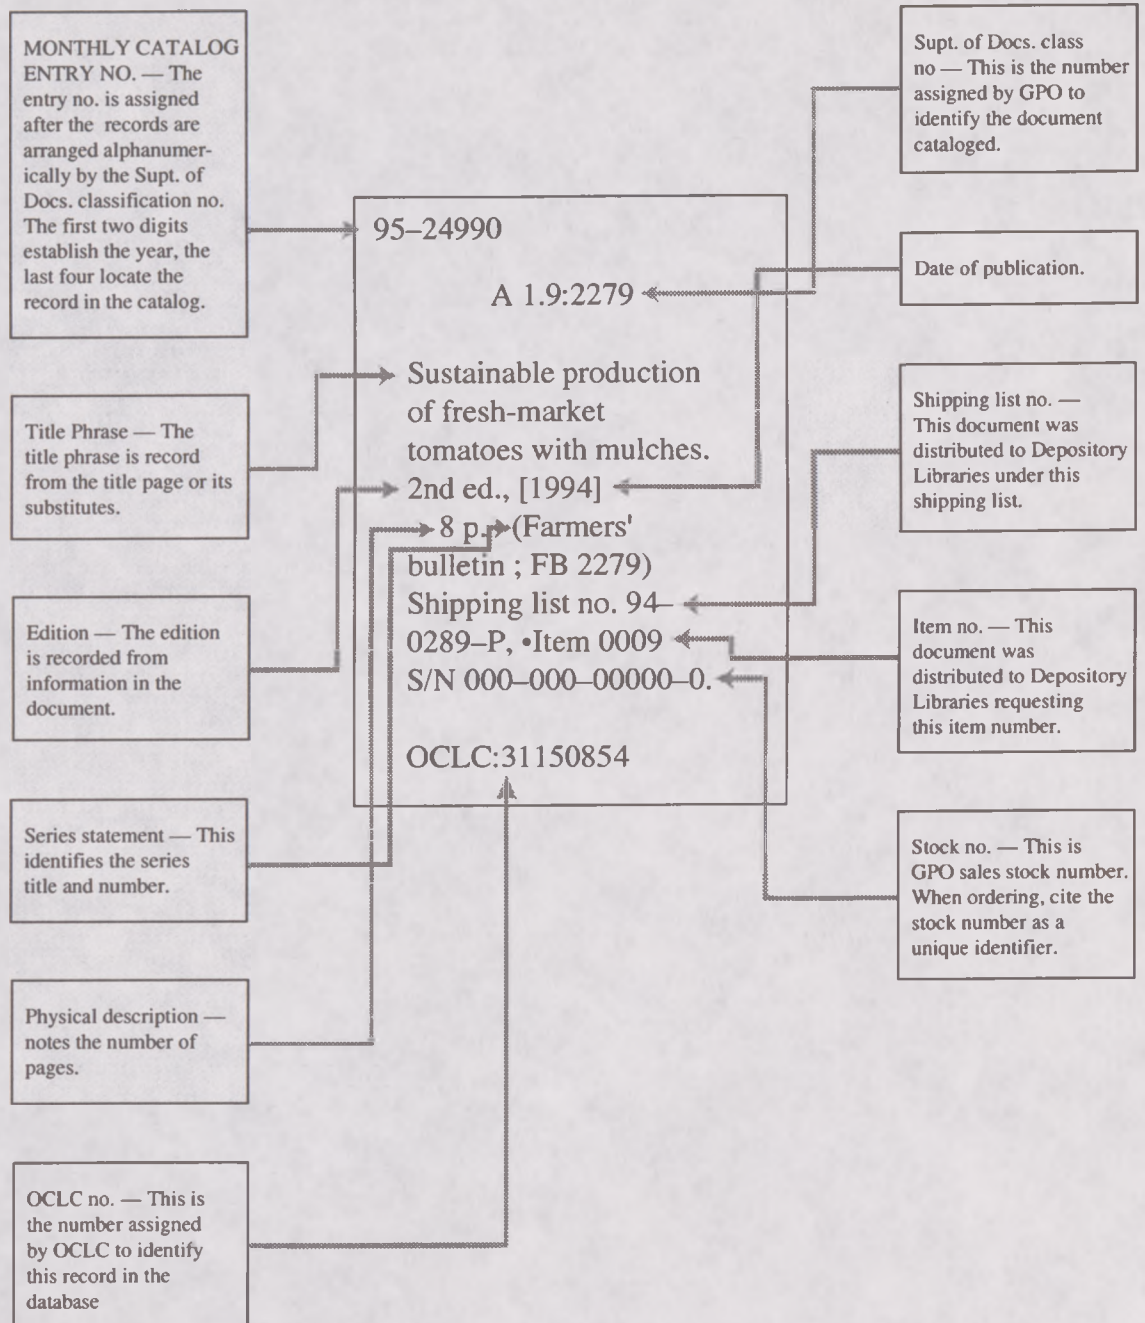 MONTHLY CATALOG
ENTRY NO. — The
entry no. is assigned
after the records are
arranged alphanumer-
ically by the Supt. of
Docs. classification no.
The first two digits
establish the year, the
last four locate the
record in the catalog.
Title Phrase — The
title phrase is record
from the title page or its
substitutes.
Edition — The edition
is recorded from
information in the
document.
Series statement — This
identifies the series
title and number.
Physical description —
notes the number of
pages.
OCLC no. — This is
the number assigned
by OCLC to identify
this record in the
database
95–24990
A 1.9:2279
Sustainable production
of fresh-market
tomatoes with mulches.
2nd ed., [1994]
8 p. (Farmers'
bulletin ; FB 2279)
Shipping list no. 94–
0289–P, •Item 0009
S/N 000–000–00000–0.
OCLC:31150854
Supt. of Docs. class
no — This is the number
assigned by GPO to
identify the document
cataloged.
Date of publication.
Shipping list no. —
This document was
distributed to Depository
Libraries under this
shipping list.
Item no. — This
document was
distributed to Depository
Libraries requesting
this item number.
Stock no. — This is
GPO sales stock number.
When ordering, cite the
stock number as a
unique identifier.